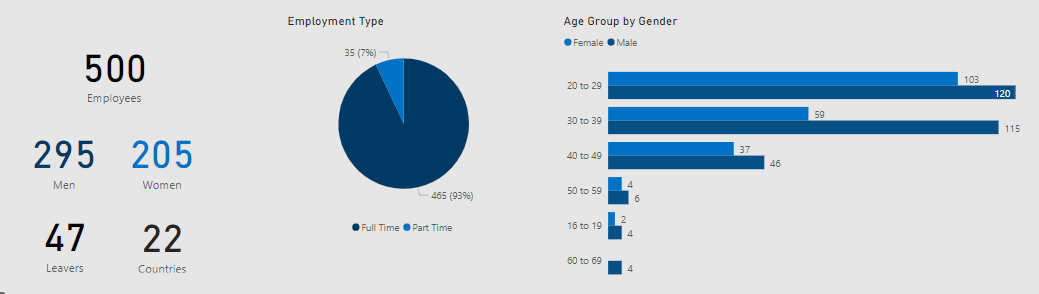 500
Employees
295
Men
205
Women
47
Leavers
22
Countries
Employment Type
35 (7%)
465 (93%)
Full Time
Part Time
Age Group by Gender
Female
Male
20 to 29
103
120
30 to 39
59
115
40 to 49
37
46
50 to 59
4
6
16 to 19
2
4
60 to 69
4